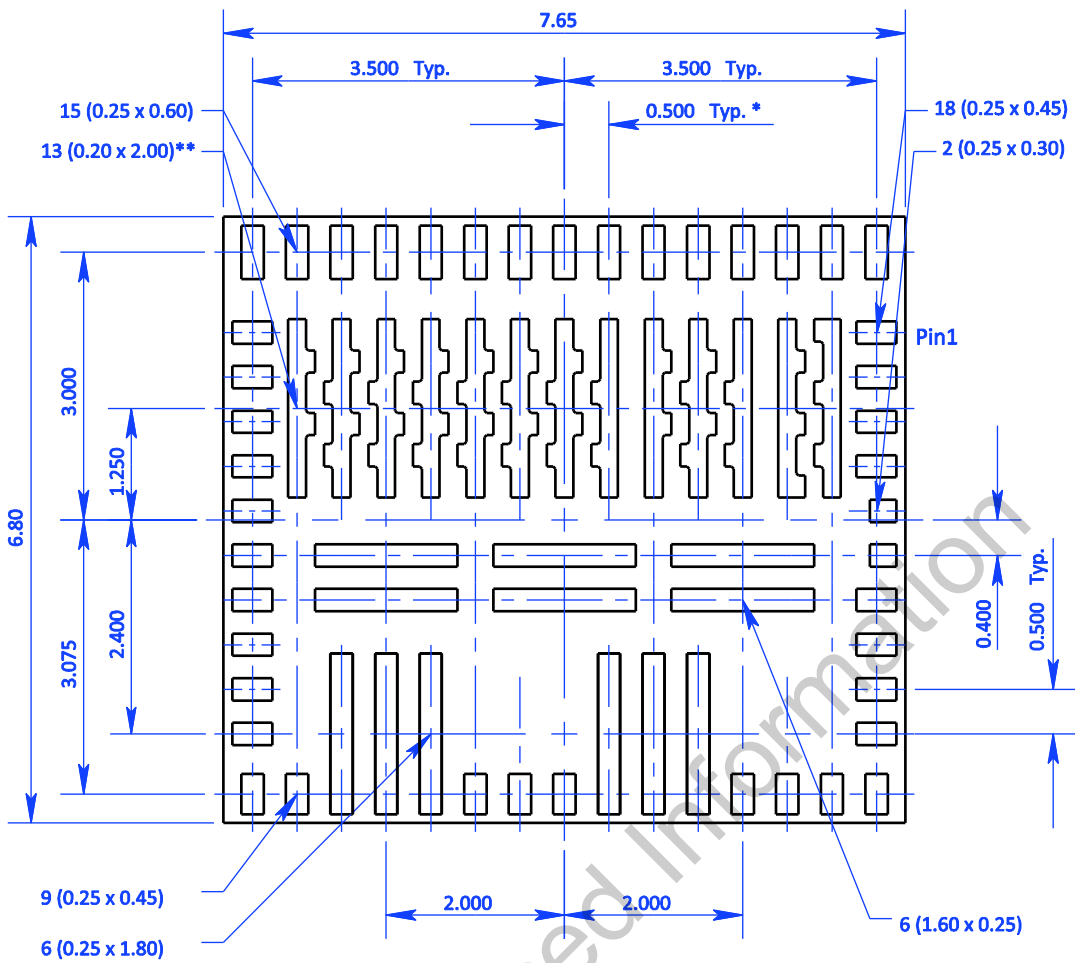 7.65
3.500 Typ.
3.500 Typ.
15 (0.25 x 0.60)
0.500 Typ.*
18 (0.25 x 0.45)
13 (0.20 x 2.00)**
2 (0.25 x 0.30)
Pin1
6.80
3.000
1.250
3.075
2.400
0.400
0.500 Typ.
9 (0.25 x 0.45)
2.000
2.000
6 (1.60 x 0.25)
6 (0.25 x 1.80)
Information